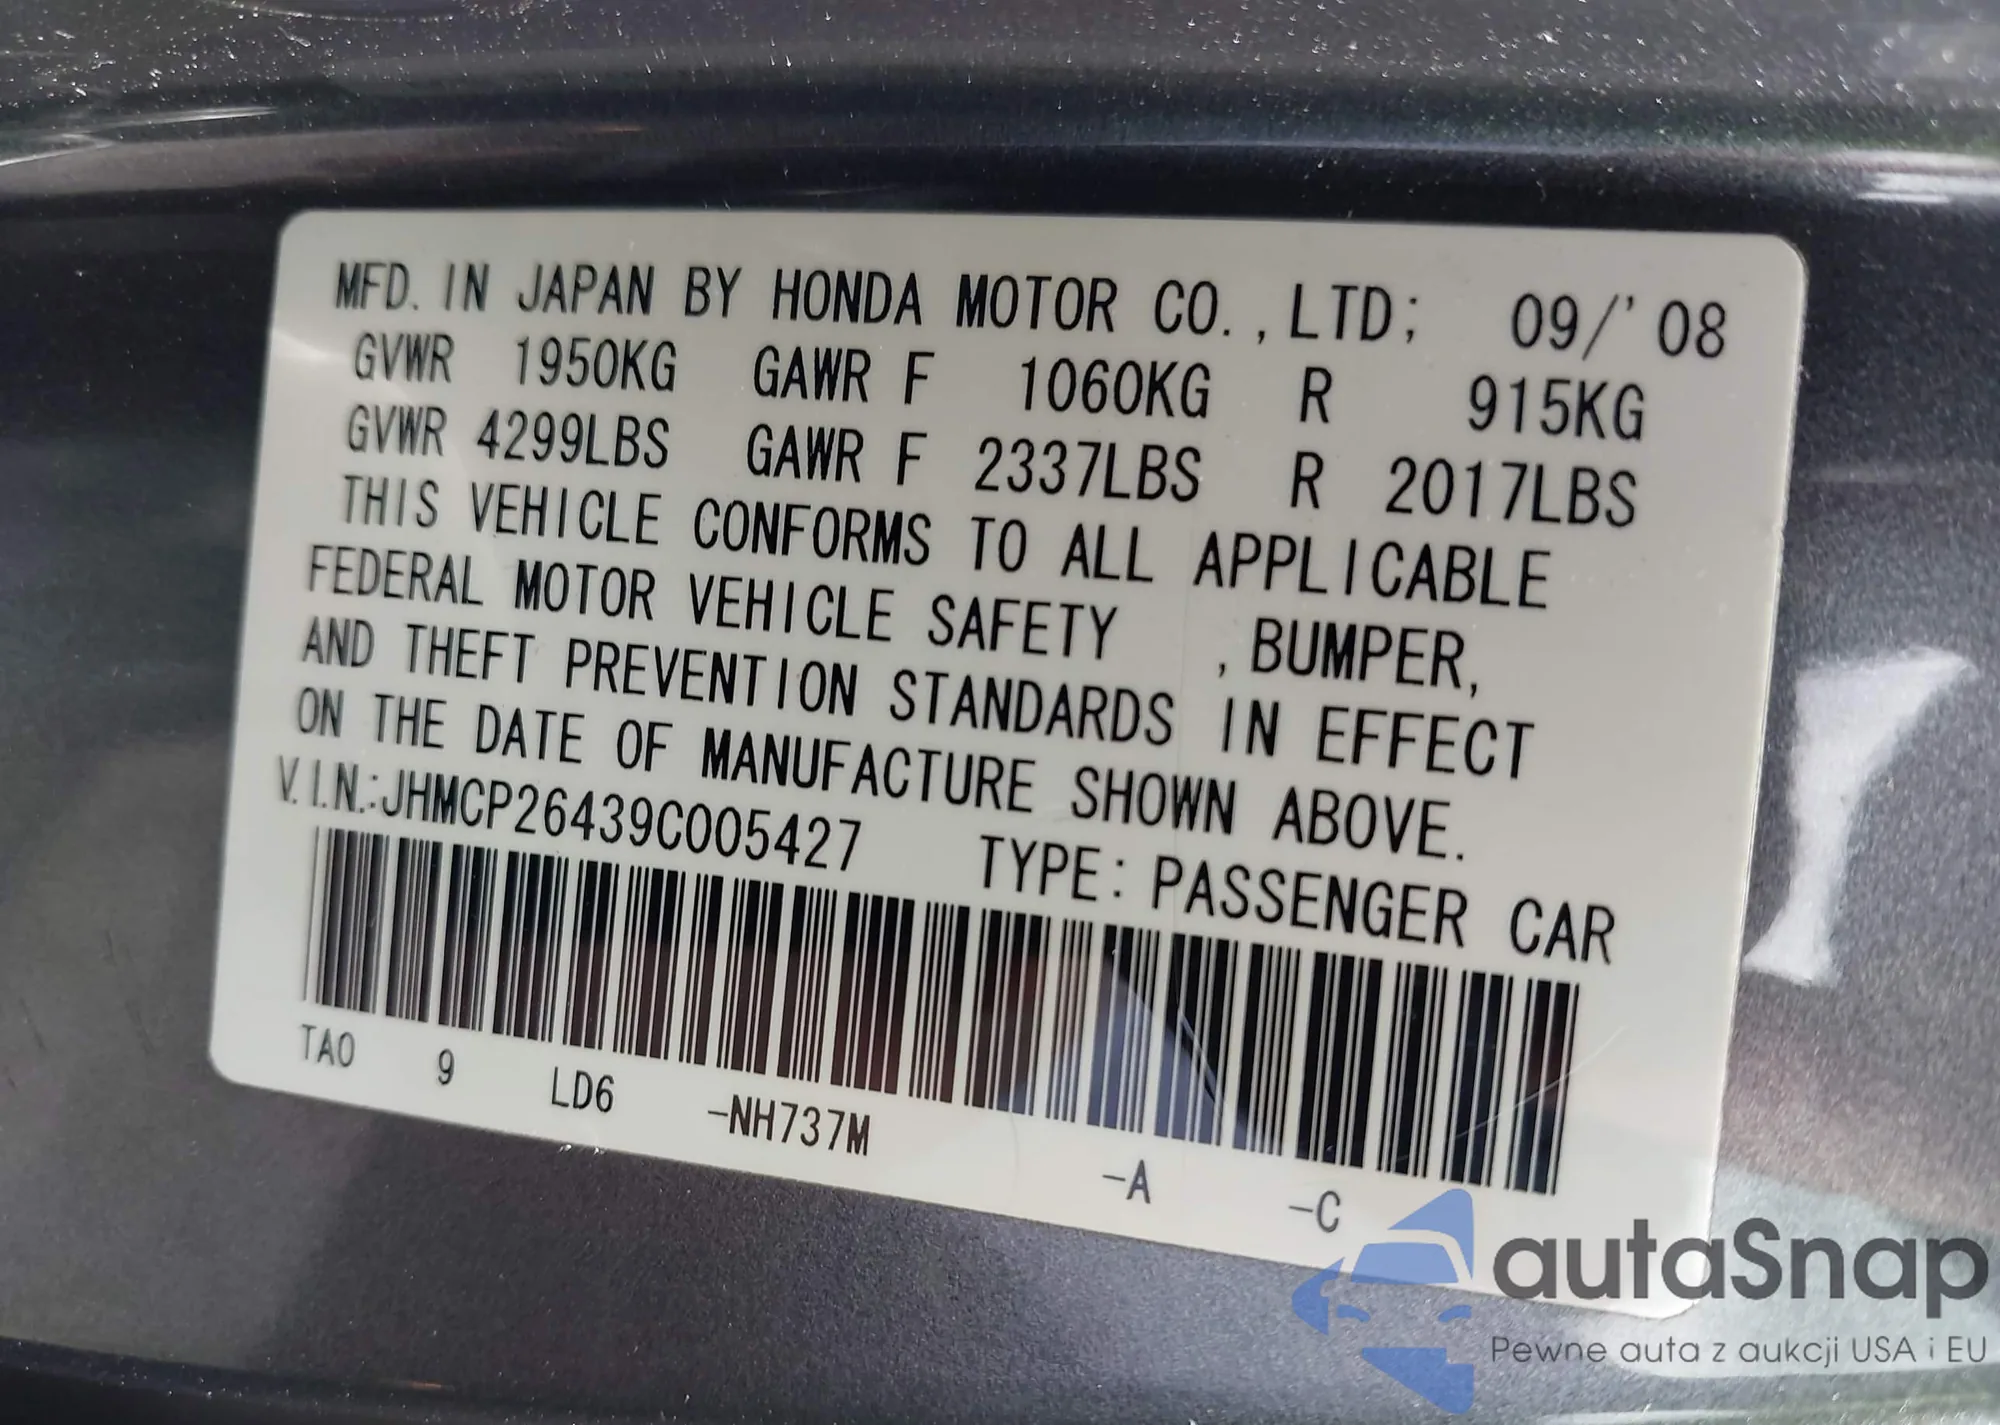 MFD. IN JAPAN BY HONDA MOTOR CO., LTD; 09/'08
GVWR 1950KG GAWR F 1060KG R 915KG
GVWR 4299LBS GAWR F 2337LBS R 2017LBS
THIS VEHICLE CONFORMS TO ALL APPLICABLE
FEDERAL MOTOR VEHICLE SAFETY , BUMPER,
AND THEFT PREVENTION STANDARDS IN EFFECT
ON THE DATE OF MANUFACTURE SHOWN ABOVE.
V.I.N.:JHMCP26439C005427 TYPE: PASSENGER CAR
TA0 9 LD6 -NH737M -A -C
autaSnap
Pewne auta z aukcji USA i EU